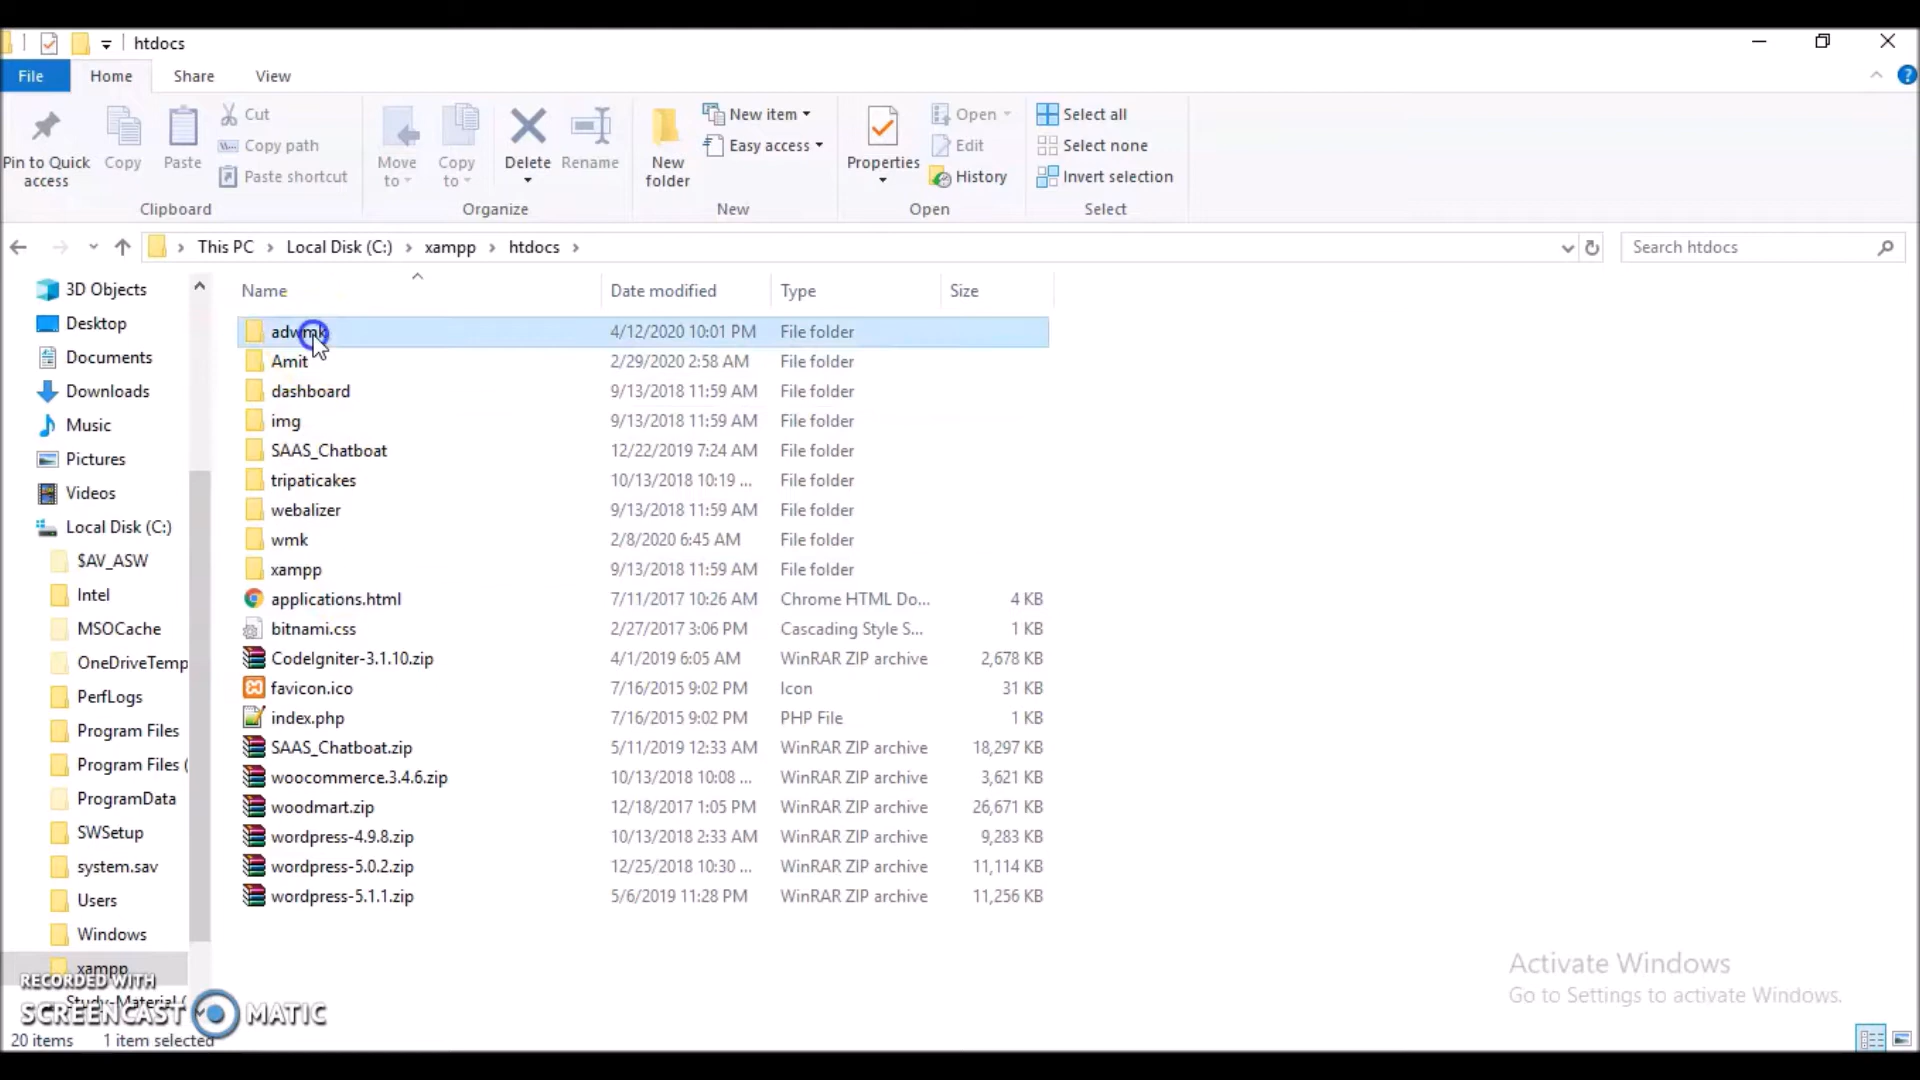 htdocs
File Home Share View
Pin to Quick access
Copy
Paste
Cut
Copy path
Paste shortcut
Clipboard
Move to
Copy to
Delete
Rename
Organize
New folder
New item
Easy access
New
Properties
Open
Edit
History
Open
Select all
Select none
Invert selection
Select
This PC > Local Disk (C:) > xampp > htdocs >
Search htdocs
3D Objects
Desktop
Documents
Downloads
Music
Pictures
Videos
Local Disk (C:)
$AV_ASW
Intel
MSOCache
OneDriveTemp
PerfLogs
Program Files
Program Files (
ProgramData
SWSetup
system.sav
Users
Windows
xampp
Study-Material (
Name Date modified Type Size
adwmk 4/12/2020 10:01 PM File folder
Amit 2/29/2020 2:58 AM File folder
dashboard 9/13/2018 11:59 AM File folder
img 9/13/2018 11:59 AM File folder
SAAS_Chatboat 12/22/2019 7:24 AM File folder
tripaticakes 10/13/2018 10:19 ... File folder
webalizer 9/13/2018 11:59 AM File folder
wmk 2/8/2020 6:45 AM File folder
xampp 9/13/2018 11:59 AM File folder
applications.html 7/11/2017 10:26 AM Chrome HTML Do... 4 KB
bitnami.css 2/27/2017 3:06 PM Cascading Style S... 1 KB
CodeIgniter-3.1.10.zip 4/1/2019 6:05 AM WinRAR ZIP archive 2,678 KB
favicon.ico 7/16/2015 9:02 PM Icon 31 KB
index.php 7/16/2015 9:02 PM PHP File 1 KB
SAAS_Chatboat.zip 5/11/2019 12:33 AM WinRAR ZIP archive 18,297 KB
woocommerce.3.4.6.zip 10/13/2018 10:08 ... WinRAR ZIP archive 3,621 KB
woodmart.zip 12/18/2017 1:05 PM WinRAR ZIP archive 26,671 KB
wordpress-4.9.8.zip 10/13/2018 2:33 AM WinRAR ZIP archive 9,283 KB
wordpress-5.0.2.zip 12/25/2018 10:30 ... WinRAR ZIP archive 11,114 KB
wordpress-5.1.1.zip 5/6/2019 11:28 PM WinRAR ZIP archive 11,256 KB
Activate Windows
Go to Settings to activate Windows.
RECORDED WITH
SCREENCAST MATIC
20 items 1 item selected